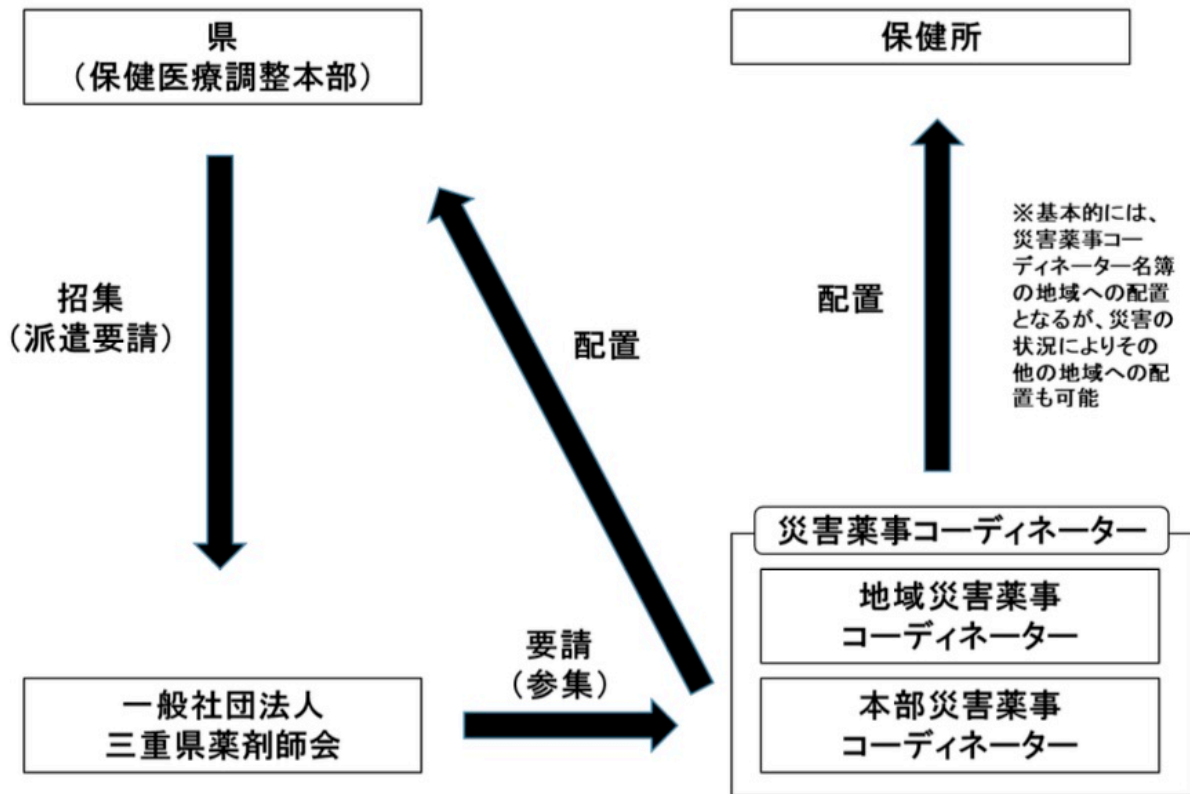 県
（保健医療調整本部）
保健所
招集
（派遣要請）
配置
配置
※基本的には、
災害薬事コー
ディネーター名簿
の地域への配置
となるが、災害の
状況によりその
他の地域への配
置も可能
災害薬事コーディネーター
地域災害薬事
コーディネーター
本部災害薬事
コーディネーター
要請
（参集）
一般社団法人
三重県薬剤師会